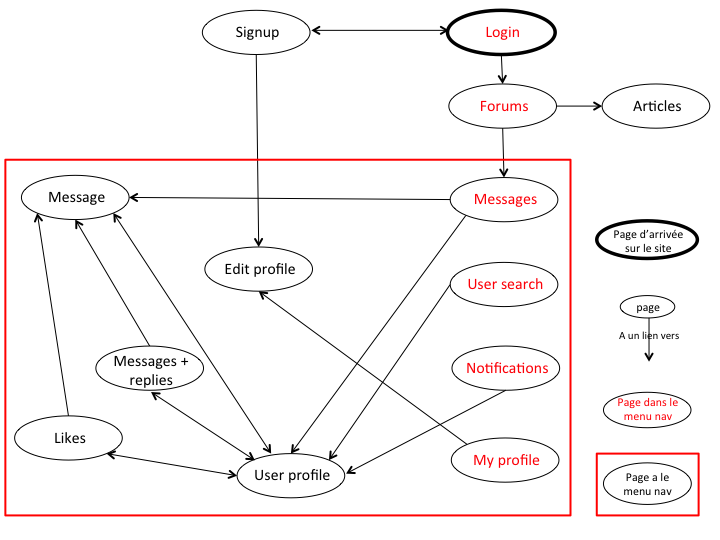 Signup
Login
Forums
Articles
Message
Messages
Page d'arrivée
sur le site
Edit profile
User search
page
A un lien vers
Messages +
replies
Notifications
Page dans le
menu nav
Likes
User profile
My profile
Page a le
menu nav